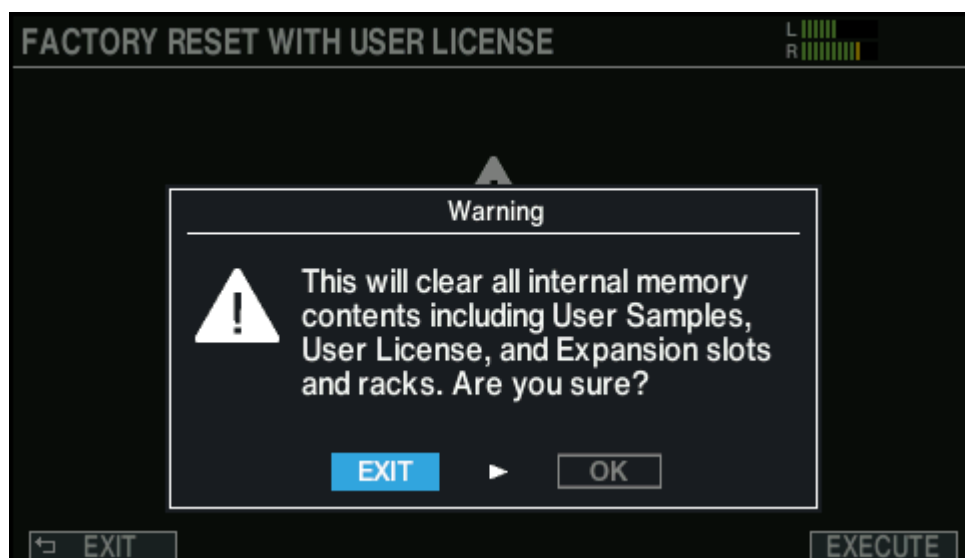 FACTORY RESET WITH USER LICENSE
L
R
Warning
This will clear all internal memory
contents including User Samples,
User License, and Expansion slots
and racks. Are you sure?
EXIT
OK
EXIT
EXECUTE